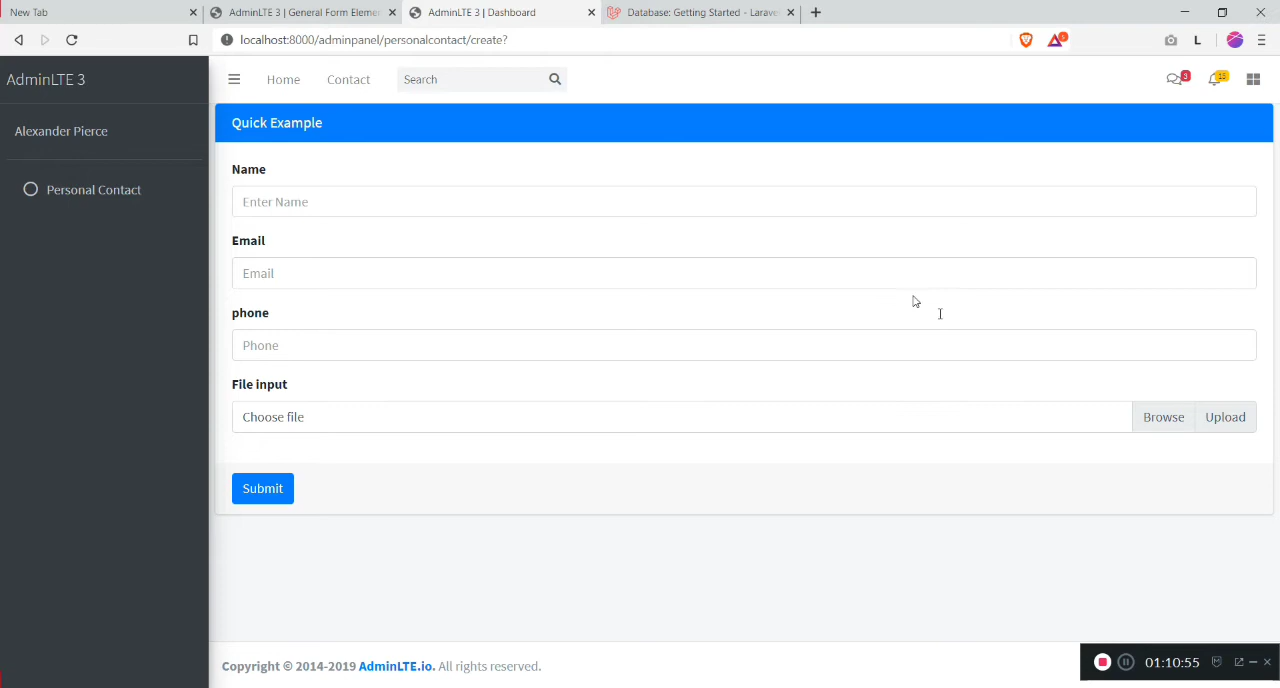 New Tab
AdminLTE 3 | General Form Elemen
AdminLTE 3 | Dashboard
Database: Getting Started - Larave
localhost:8000/adminpanel/personalcontact/create?
L
AdminLTE 3
Home
Contact
Search
3
15
Alexander Pierce
Personal Contact
Quick Example
Name
Enter Name
Email
Email
phone
Phone
File input
Choose file
Browse
Upload
Submit
Copyright © 2014-2019 AdminLTE.io. All rights reserved.
01:10:55